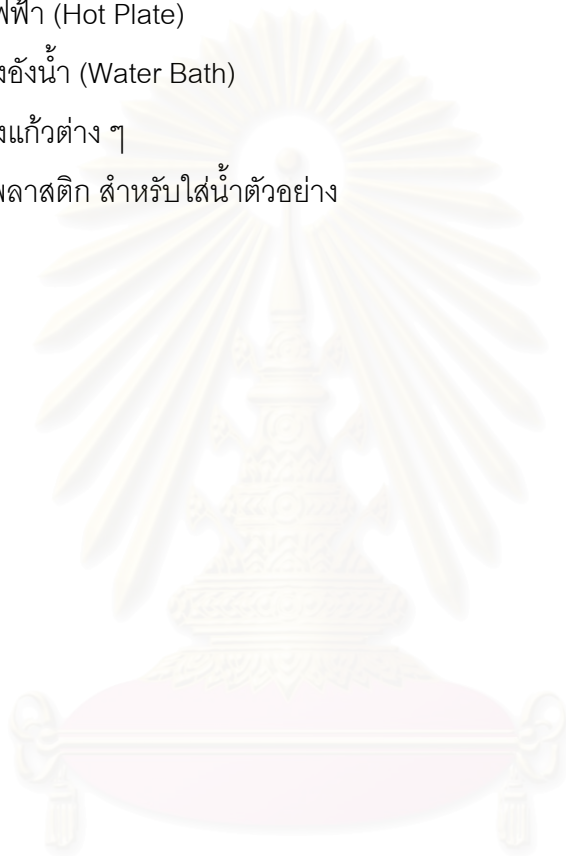 ฟฟ้า (Hot Plate)
งอังน้ำ (Water Bath)
งแก้วต่าง ๆ
พลาสติก สำหรับใส่น้ำตัวอย่าง